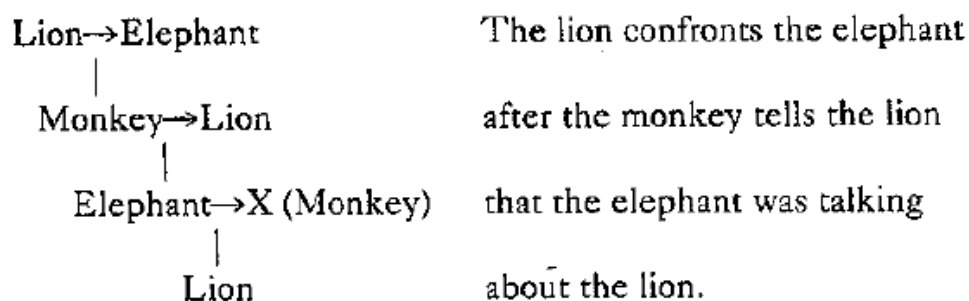 Lion→Elephant The lion confronts the elephant
Monkey→Lion after the monkey tells the lion
Elephant→X (Monkey) that the elephant was talking
Lion about the lion.